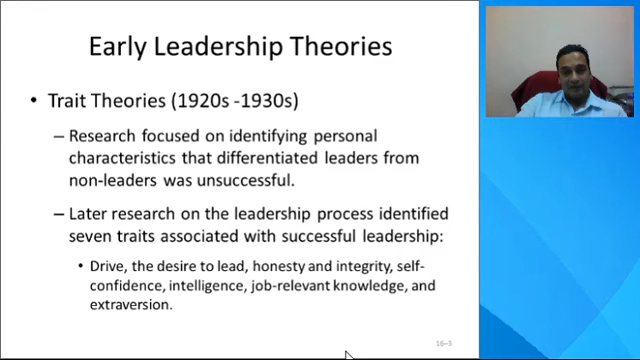 Early Leadership Theories
• Trait Theories (1920s -1930s)
– Research focused on identifying personal
characteristics that differentiated leaders from
non-leaders was unsuccessful.
– Later research on the leadership process identified
seven traits associated with successful leadership:
• Drive, the desire to lead, honesty and integrity, self-
confidence, intelligence, job-relevant knowledge, and
extraversion.
16–3